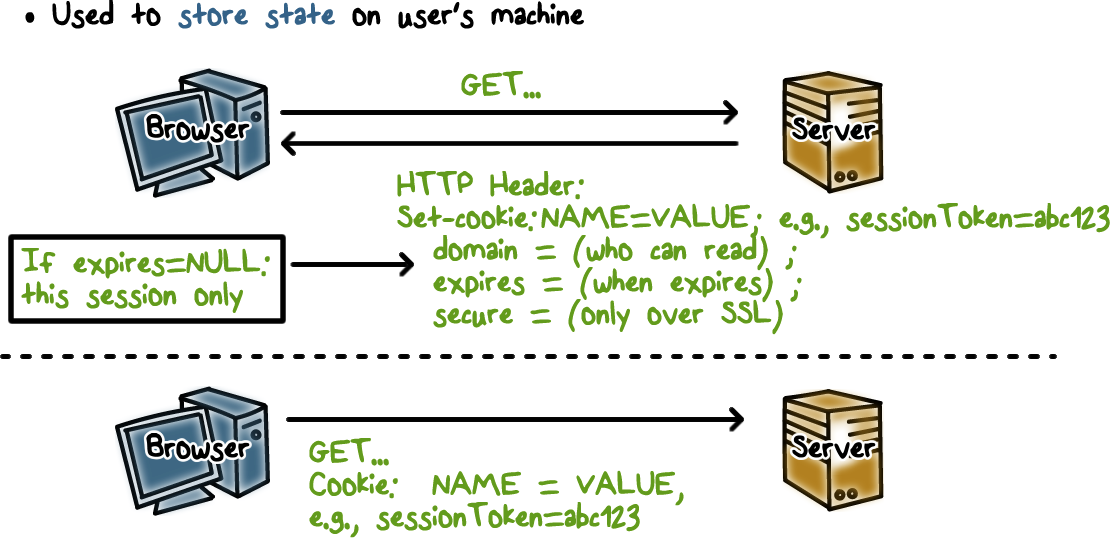 • Used to store state on user's machine
GET...
Browser
Server
HTTP Header:
Set-cookie:NAME=VALUE; e.g., sessionToken=abc123
domain = (who can read) ;
If expires=NULL:
expires = (when expires) ;
this session only
secure = (only over SSL)
Browser
Server
GET...
Cookie: NAME = VALUE,
e.g., sessionToken=abc123